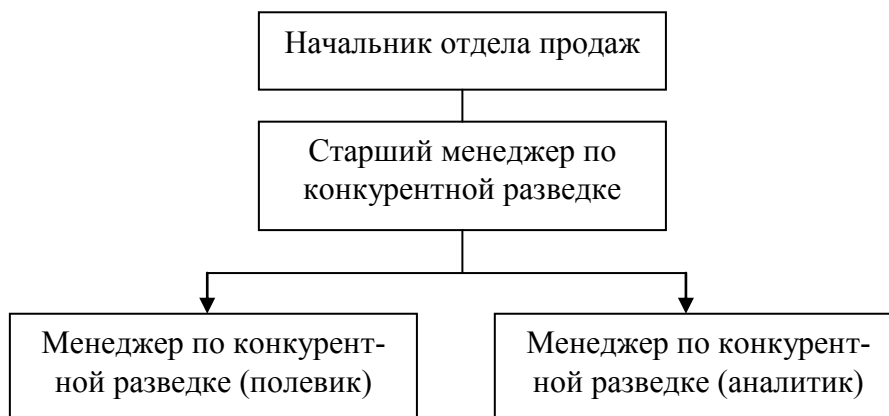 Начальник отдела продаж
Старший менеджер по
конкурентной разведке
Менеджер по конкурент-
ной разведке (полевик)
Менеджер по конкурент-
ной разведке (аналитик)